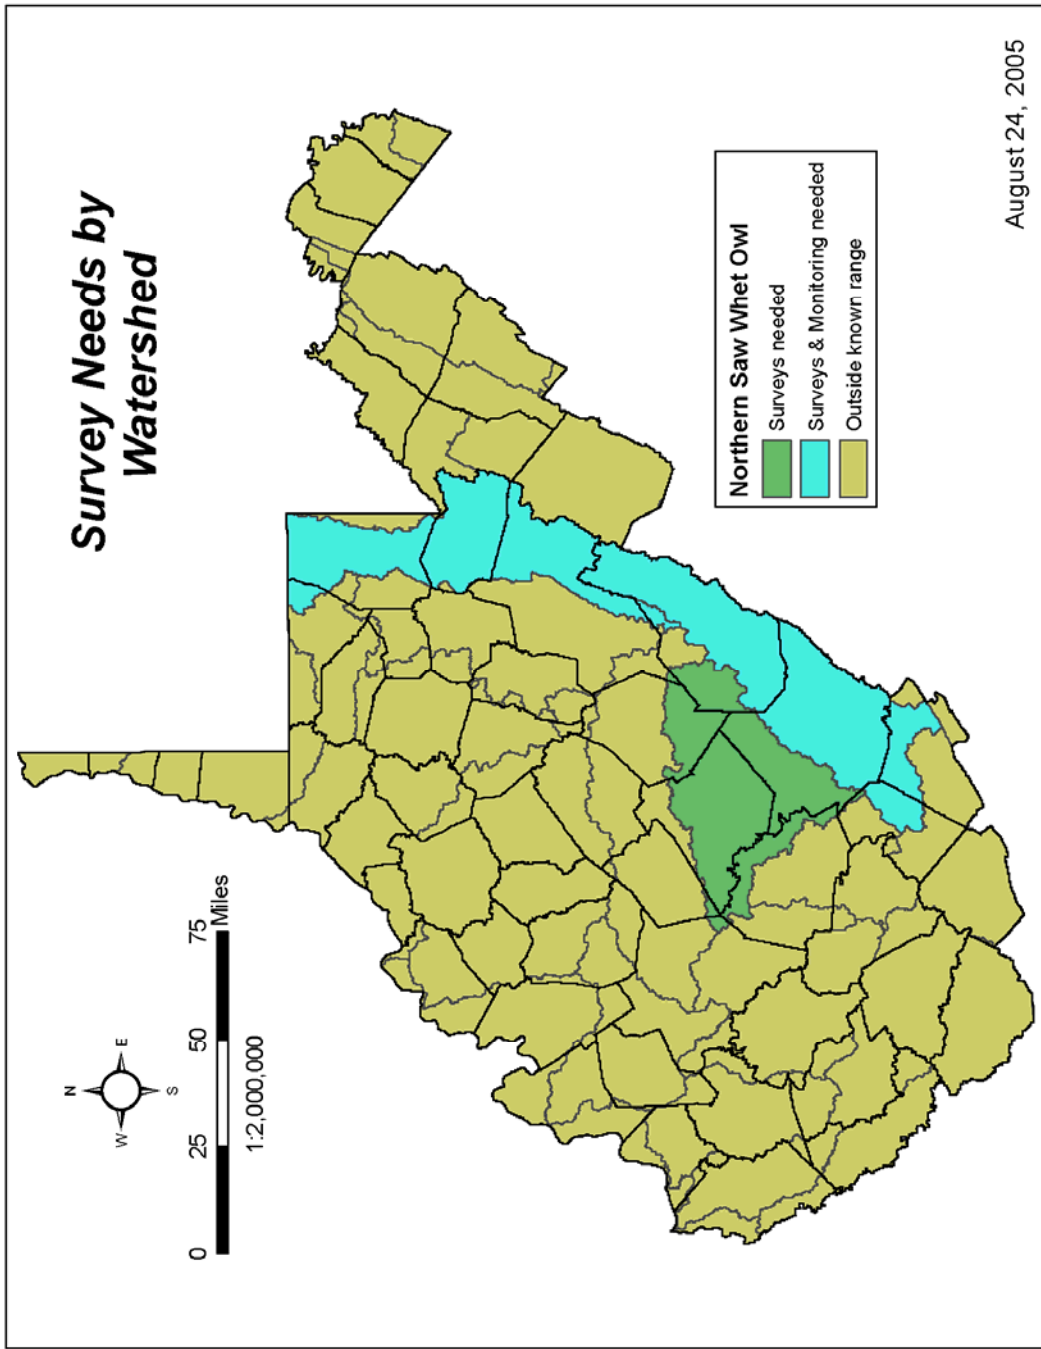 Survey Needs by
Watershed
N
W
E
S
0
25
50
75
Miles
1:2,000,000
Northern Saw Whet Owl
Surveys needed
Surveys & Monitoring needed
Outside known range
August 24, 2005